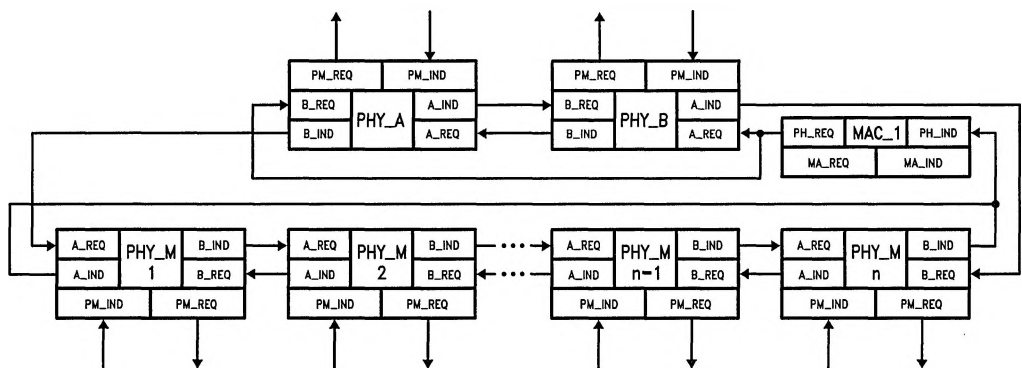 PM_REQ PM_IND PM_REQ PM_IND
B_REQ PHY_A A_IND B_REQ PHY_B A_IND
B_IND A_REQ B_IND A_REQ PH_REQ MAC_1 PH_IND
MA_REQ MA_IND
A_REQ PHY_M B_IND A_REQ PHY_M B_IND A_REQ PHY_M B_IND A_REQ PHY_M B_IND
A_IND 1 B_REQ A_IND 2 B_REQ A_IND n-1 B_REQ A_IND n B_REQ
PM_IND PM_REQ PM_IND PM_REQ PM_IND PM_REQ PM_IND PM_REQ